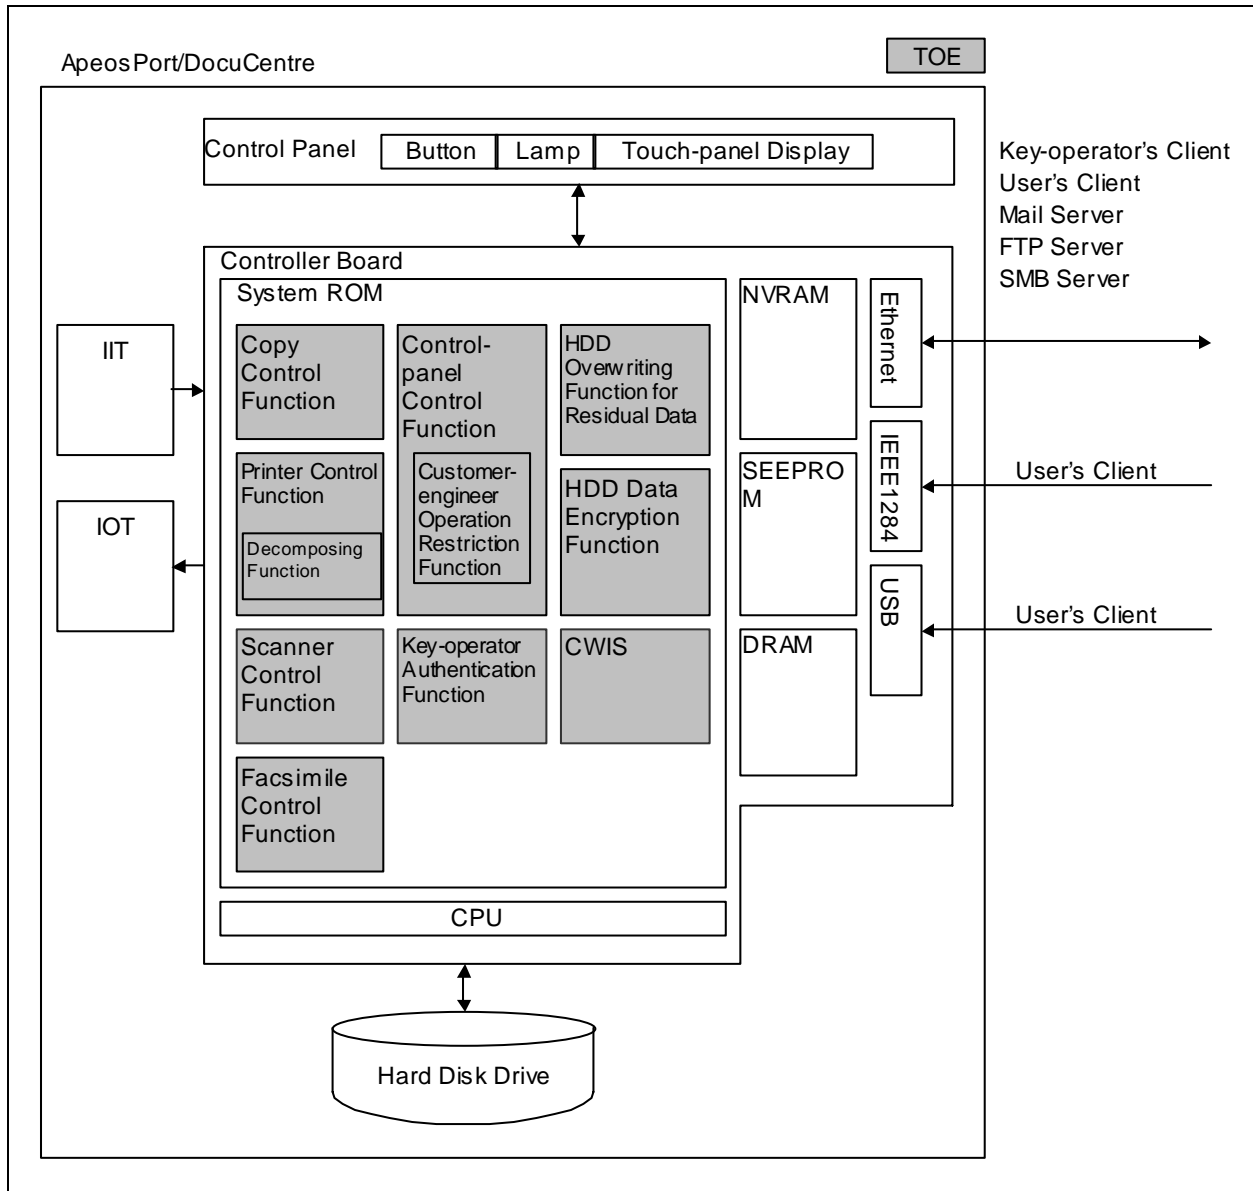 ApeosPort/DocuCentre
TOE
Control Panel
Button
Lamp
Touch-panel Display
Key-operator's Client
User's Client
Mail Server
FTP Server
SMB Server
Controller Board
System ROM
IIT
IOT
Copy
Control
Function
Control-
panel
Control
Function
Customer-
engineer
Operation
Restriction
Function
HDD
Overwriting
Function for
Residual Data
Printer Control
Function
Decomposing
Function
HDD Data
Encryption
Function
Scanner
Control
Function
Key-operator
Authentication
Function
CWIS
Facsimile
Control
Function
NVRAM
SEEPRO
M
DRAM
Ethernet
IEEE1284
USB
User's Client
User's Client
CPU
Hard Disk Drive